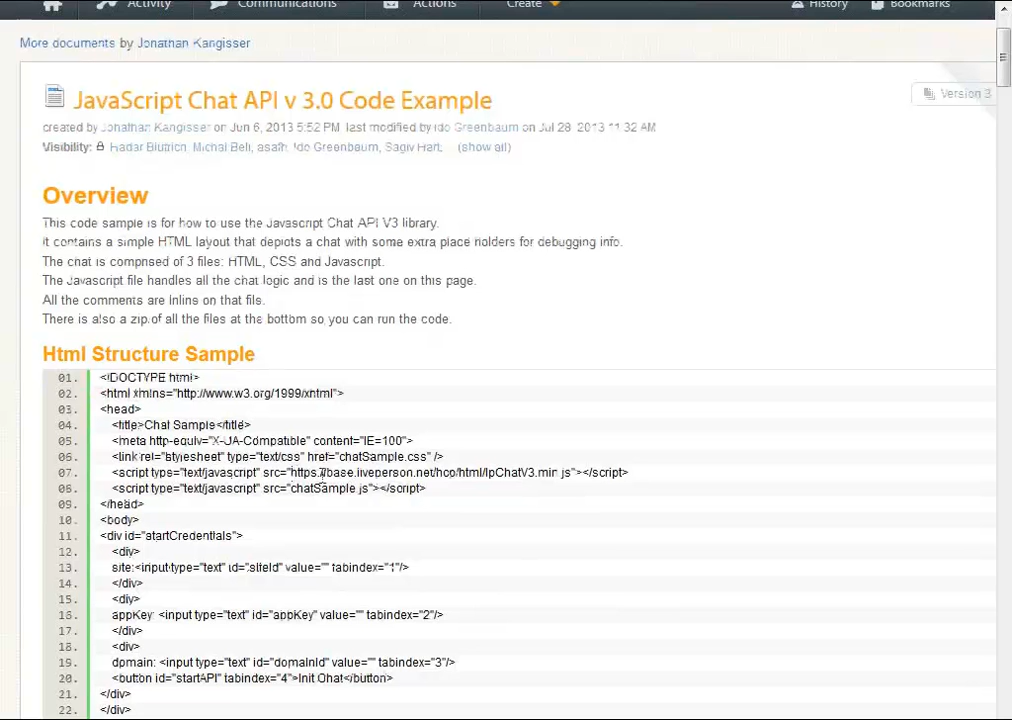 Activity
Communications
Actions
Create
History
Bookmarks
More documents by Jonathan Kangisser
JavaScript Chat API v 3.0 Code Example
Version 3
created by Jonathan Kangisser on Jun 6, 2013 5:52 PM, last modified by Ido Greenbaum on Jul 28, 2013 11:32 AM
Visibility: Hadar Blutrich, Michal Beli, asafh, Ido Greenbaum, Sagiv Hart, ... (show all)
Overview
This code sample is for how to use the Javascript Chat API V3 library.
It contains a simple HTML layout that depicts a chat with some extra place holders for debugging info.
The chat is comprised of 3 files: HTML, CSS and Javascript.
The Javascript file handles all the chat logic and is the last one on this page.
All the comments are inline on that file.
There is also a zip of all the files at the bottom so you can run the code.
Html Structure Sample
01. <!DOCTYPE html>
02. <html xmlns="http://www.w3.org/1999/xhtml">
03. <head>
04. <title>Chat Sample</title>
05. <meta http-equiv="X-UA-Compatible" content="IE=100">
06. <link rel="stylesheet" type="text/css" href="chatSample.css" />
07. <script type="text/javascript" src="https://base.liveperson.net/hcp/html/lpChatV3.min.js"></script>
08. <script type="text/javascript" src="chatSample.js"></script>
09. </head>
10. <body>
11. <div id="startCredentials">
12. <div>
13. site:<input type="text" id="siteId" value="" tabindex="1"/>
14. </div>
15. <div>
16. appKey: <input type="text" id="appKey" value="" tabindex="2"/>
17. </div>
18. <div>
19. domain: <input type="text" id="domainId" value="" tabindex="3"/>
20. <button id="startAPI" tabindex="4">Init Chat</button>
21. </div>
22. </div>